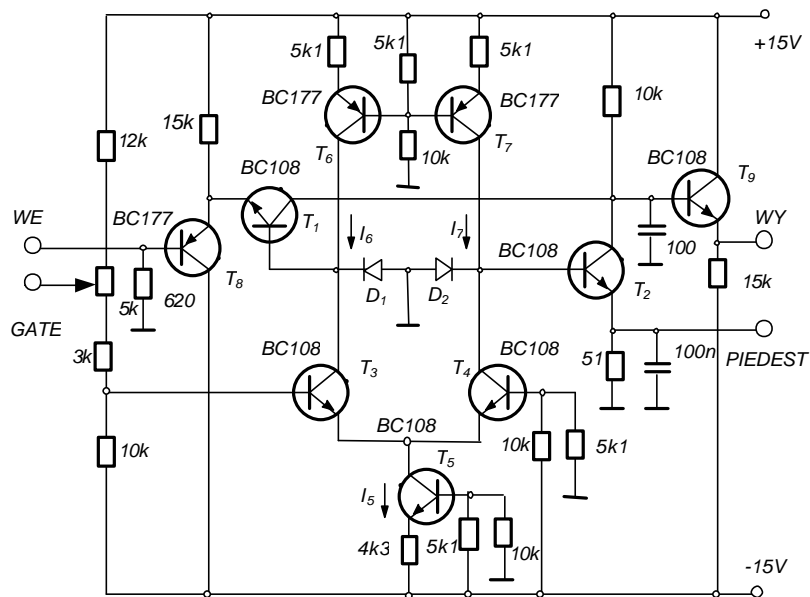 5k1
5k1
5k1
+15V
BC177
BC177
10k
12k
15k
T6
10k
T7
BC108
T9
WE
BC177
BC108
T1
I6
I7
BC108
100
WY
5k
620
T8
D1
D2
T2
15k
GATE
3k
BC108
T3
T4
BC108
51
100n
PIEDEST
10k
BC108
T5
10k
5k1
I5
4k3
5k1
10k
-15V